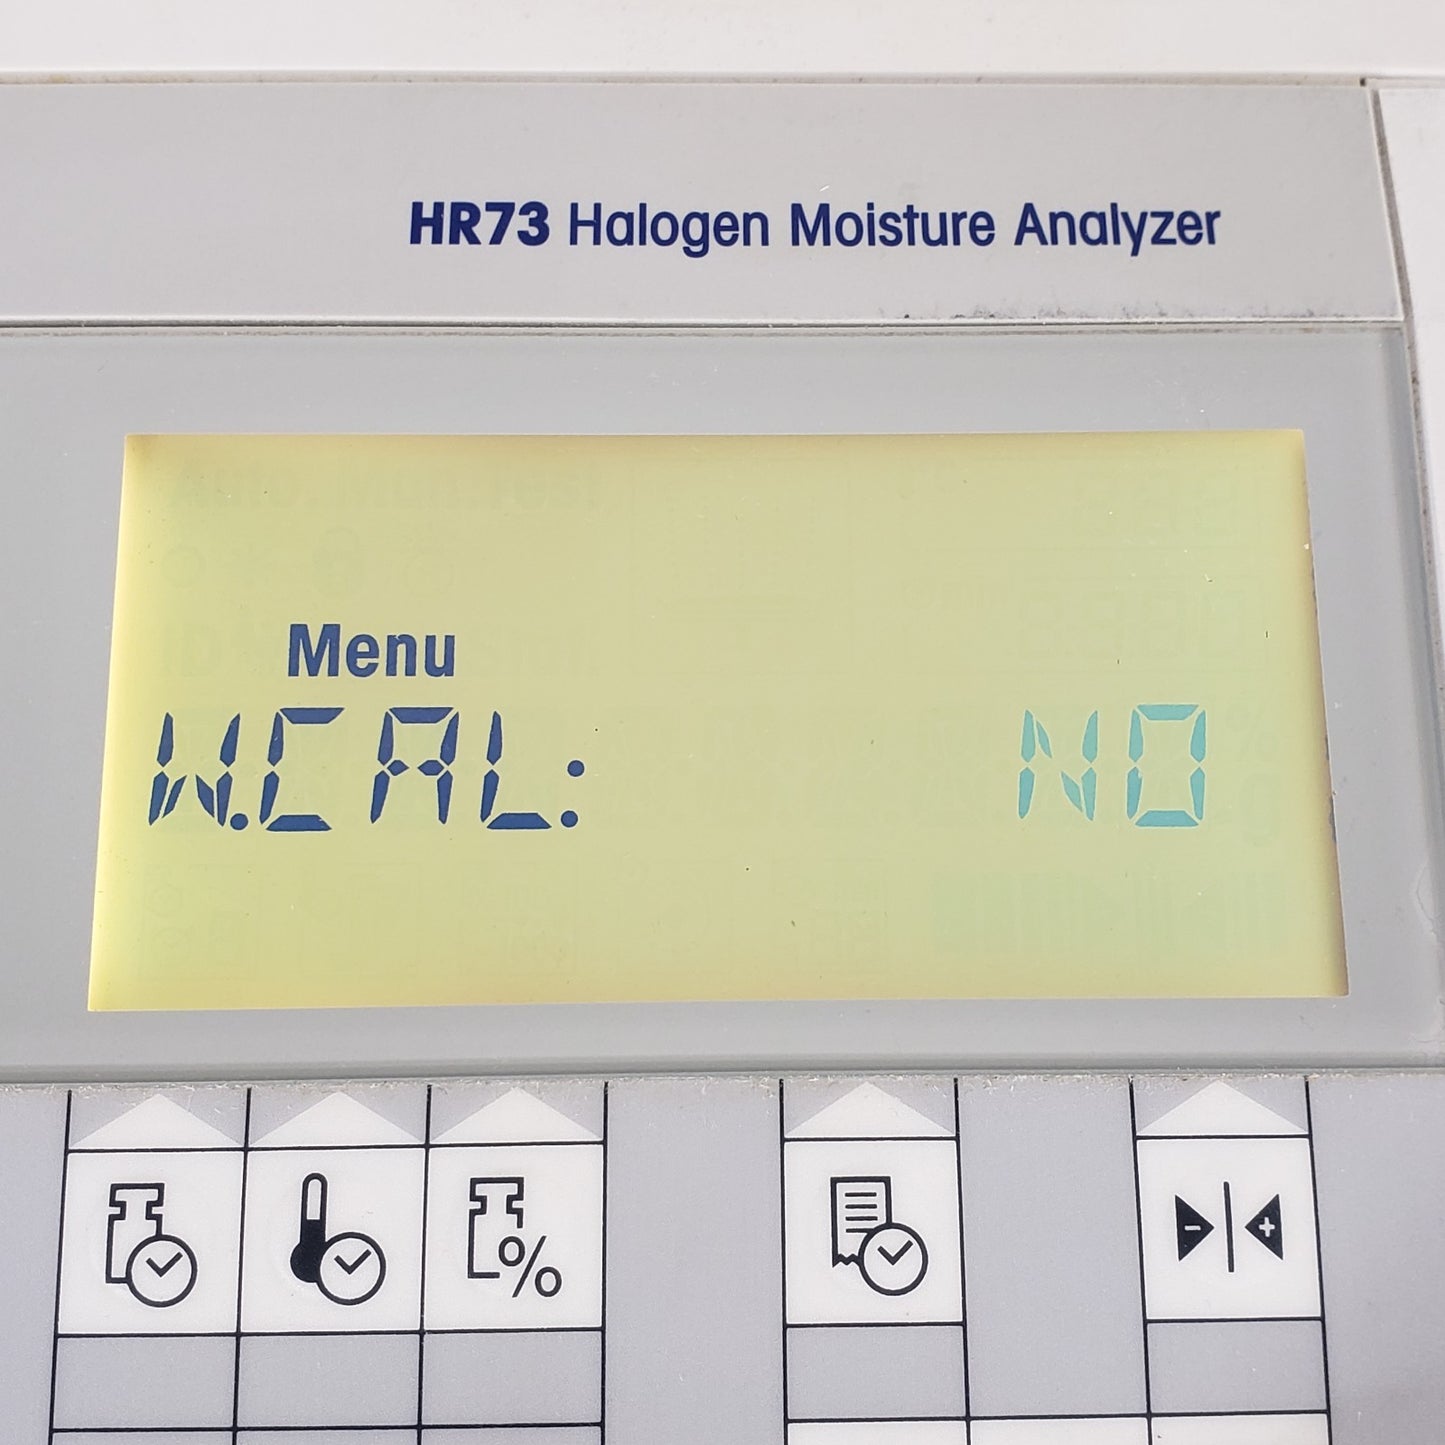 HR73 Halogen Moisture Analyzer
Menu
W.CAL: NO
%
- +